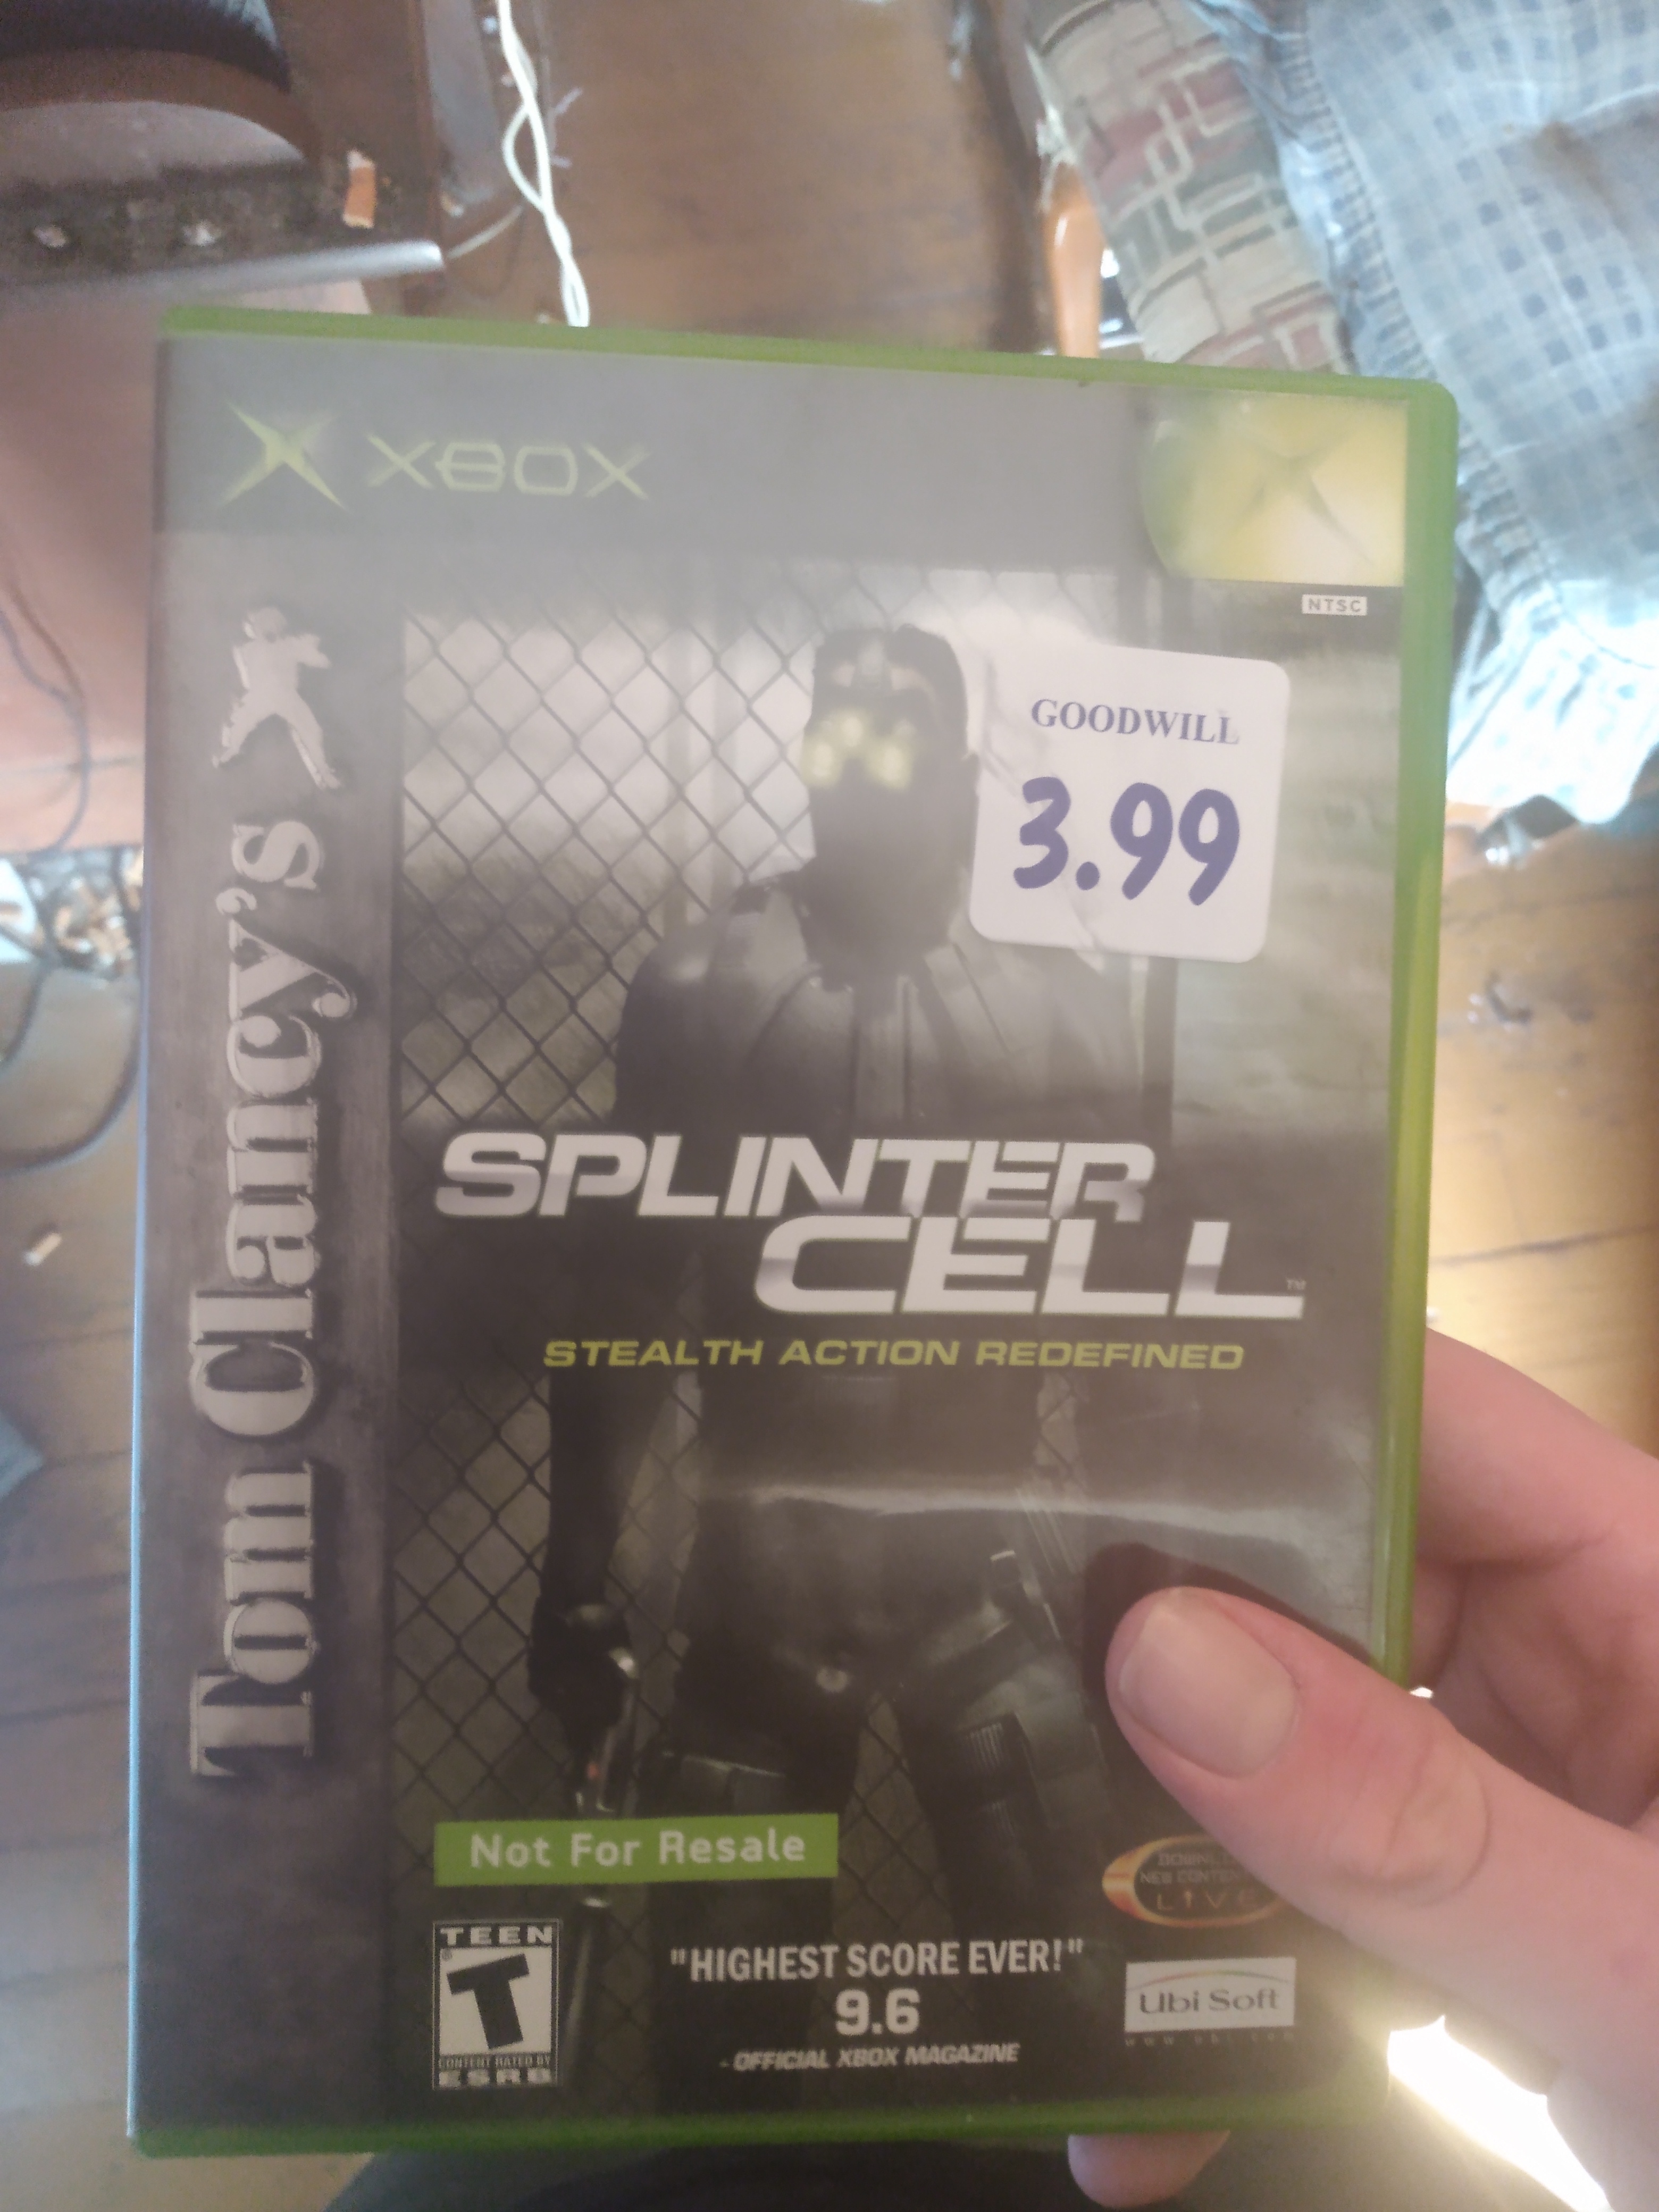 XBOX
NTSC
GOODWILL
3.99
Tom Clancy's
SPLINTER
CELL™
STEALTH ACTION REDEFINED
Not For Resale
LIVE
TEEN
T
CONTENT RATED BY
ESRB
"HIGHEST SCORE EVER!"
9.6
- OFFICIAL XBOX MAGAZINE
Ubi Soft